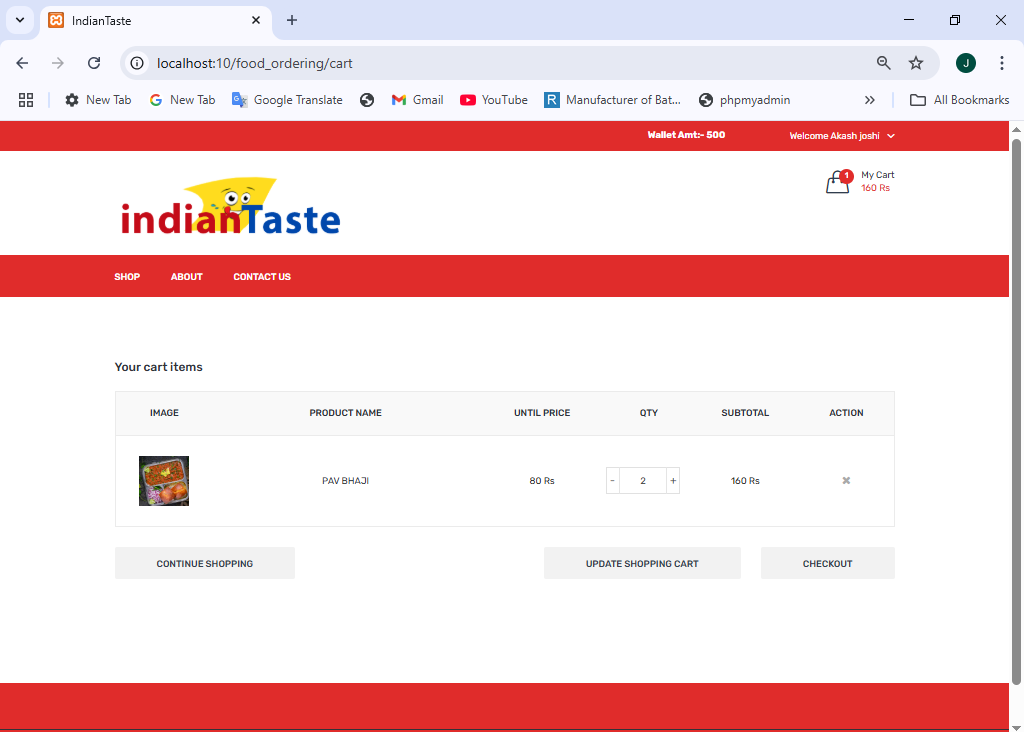 IndianTaste
localhost:10/food_ordering/cart
J
New Tab
New Tab
Google Translate
Gmail
YouTube
R
Manufacturer of Bat...
phpmyadmin
All Bookmarks
Wallet Amt:- 500
Welcome Akash joshi
indianTaste
1
My Cart
160 Rs
SHOP
ABOUT
CONTACT US
Your cart items
IMAGE
PRODUCT NAME
UNTIL PRICE
QTY
SUBTOTAL
ACTION
PAV BHAJI
80 Rs
- 2 +
160 Rs
CONTINUE SHOPPING
UPDATE SHOPPING CART
CHECKOUT